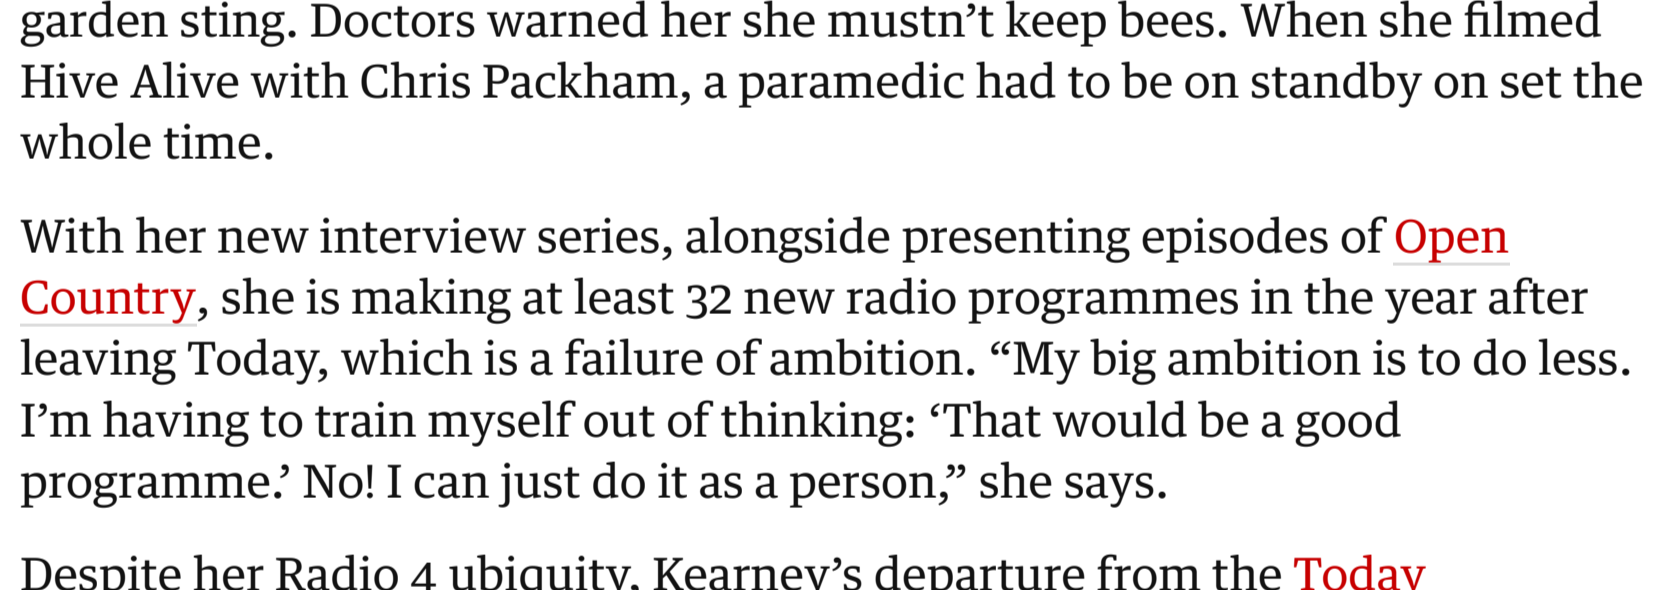 garden sting. Doctors warned her she mustn’t keep bees. When she filmed
Hive Alive with Chris Packham, a paramedic had to be on standby on set the
whole time.
With her new interview series, alongside presenting episodes of Open
Country, she is making at least 32 new radio programmes in the year after
leaving Today, which is a failure of ambition. “My big ambition is to do less.
I’m having to train myself out of thinking: ‘That would be a good
programme.’ No! I can just do it as a person,” she says.
Despite her Radio 4 ubiquity, Kearney’s departure from the Today